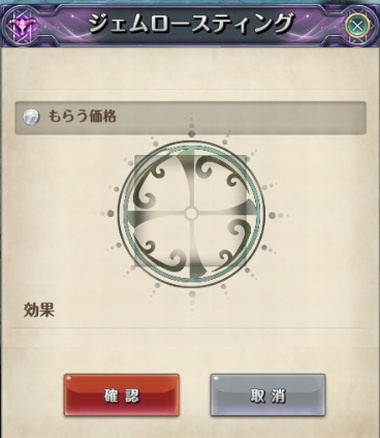 ジェムロースティング
もらう価格
効果
確認
取消